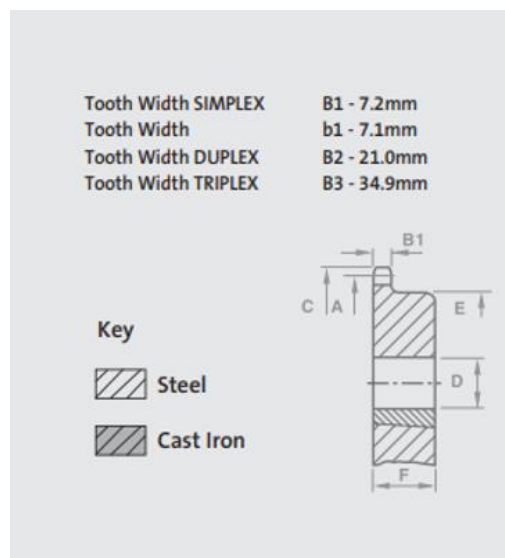 Tooth Width SIMPLEX B1 - 7.2mm
Tooth Width b1 - 7.1mm
Tooth Width DUPLEX B2 - 21.0mm
Tooth Width TRIPLEX B3 - 34.9mm
B1
C A E
Key
Steel
D
Cast Iron
F